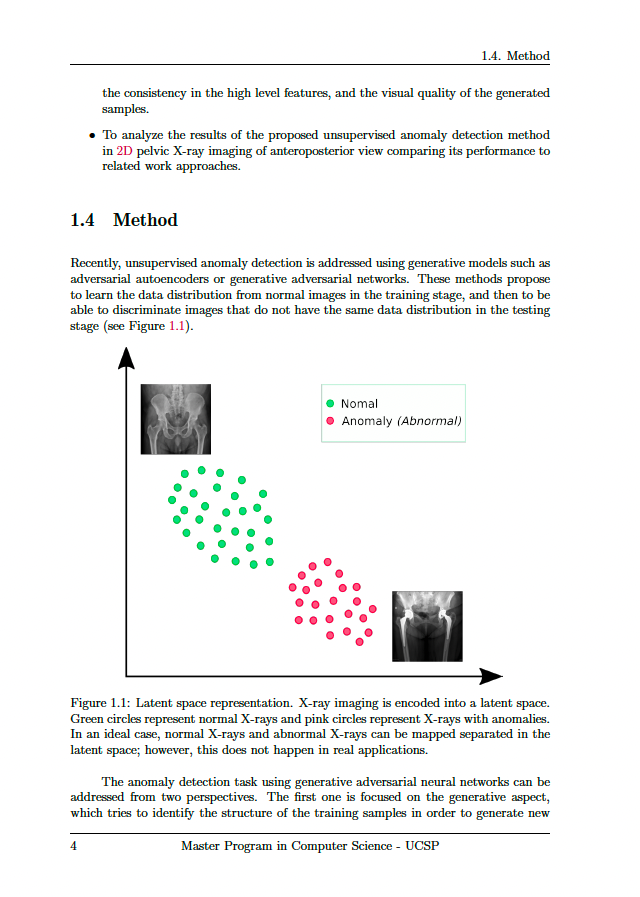 1.4. Method
the consistency in the high level features, and the visual quality of the generated
samples.
• To analyze the results of the proposed unsupervised anomaly detection method
in 2D pelvic X-ray imaging of anteroposterior view comparing its performance to
related work approaches.
1.4 Method
Recently, unsupervised anomaly detection is addressed using generative models such as
adversarial autoencoders or generative adversarial networks. These methods propose
to learn the data distribution from normal images in the training stage, and then to be
able to discriminate images that do not have the same data distribution in the testing
stage (see Figure 1.1).
Nomal
Anomaly (Abnormal)
Figure 1.1: Latent space representation. X-ray imaging is encoded into a latent space.
Green circles represent normal X-rays and pink circles represent X-rays with anomalies.
In an ideal case, normal X-rays and abnormal X-rays can be mapped separated in the
latent space; however, this does not happen in real applications.
The anomaly detection task using generative adversarial neural networks can be
addressed from two perspectives. The first one is focused on the generative aspect,
which tries to identify the structure of the training samples in order to generate new
4 Master Program in Computer Science - UCSP